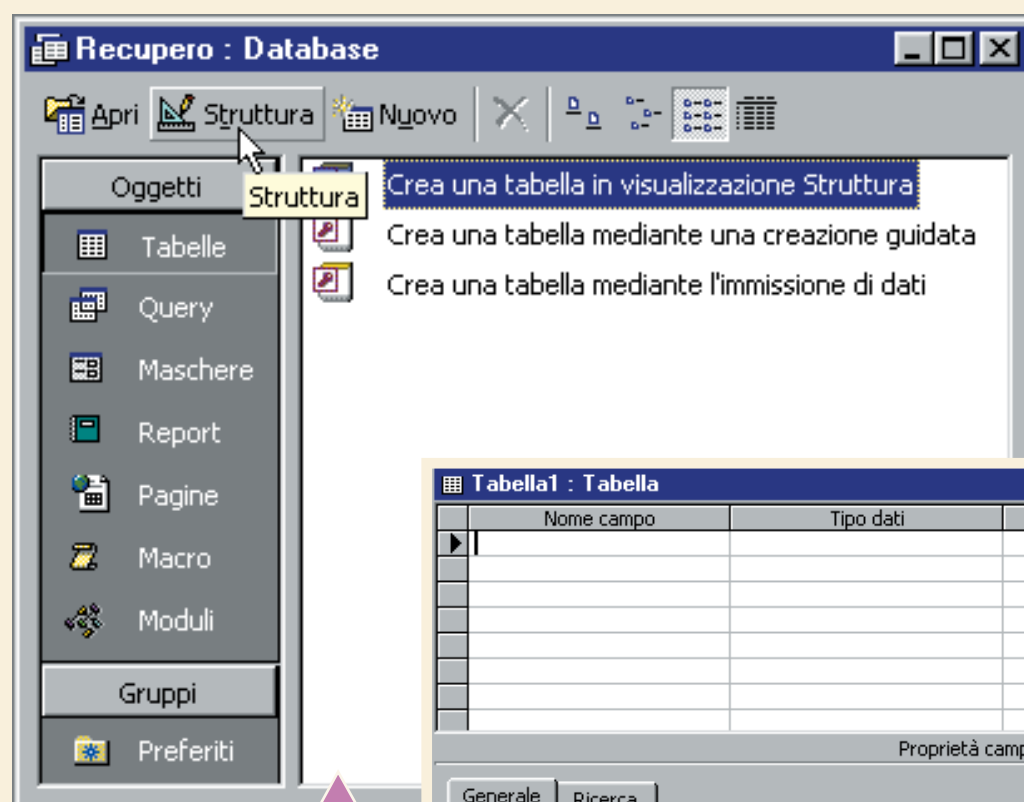 Recupero : Database
Apri Struttura Nuovo
Oggetti
Struttura
Crea una tabella in visualizzazione Struttura
Crea una tabella mediante una creazione guidata
Crea una tabella mediante l'immissione di dati
Tabelle
Query
Maschere
Report
Pagine
Macro
Moduli
Gruppi
Preferiti
Tabella1 : Tabella
Nome campo Tipo dati
Proprietà camp
Generale Ricerca